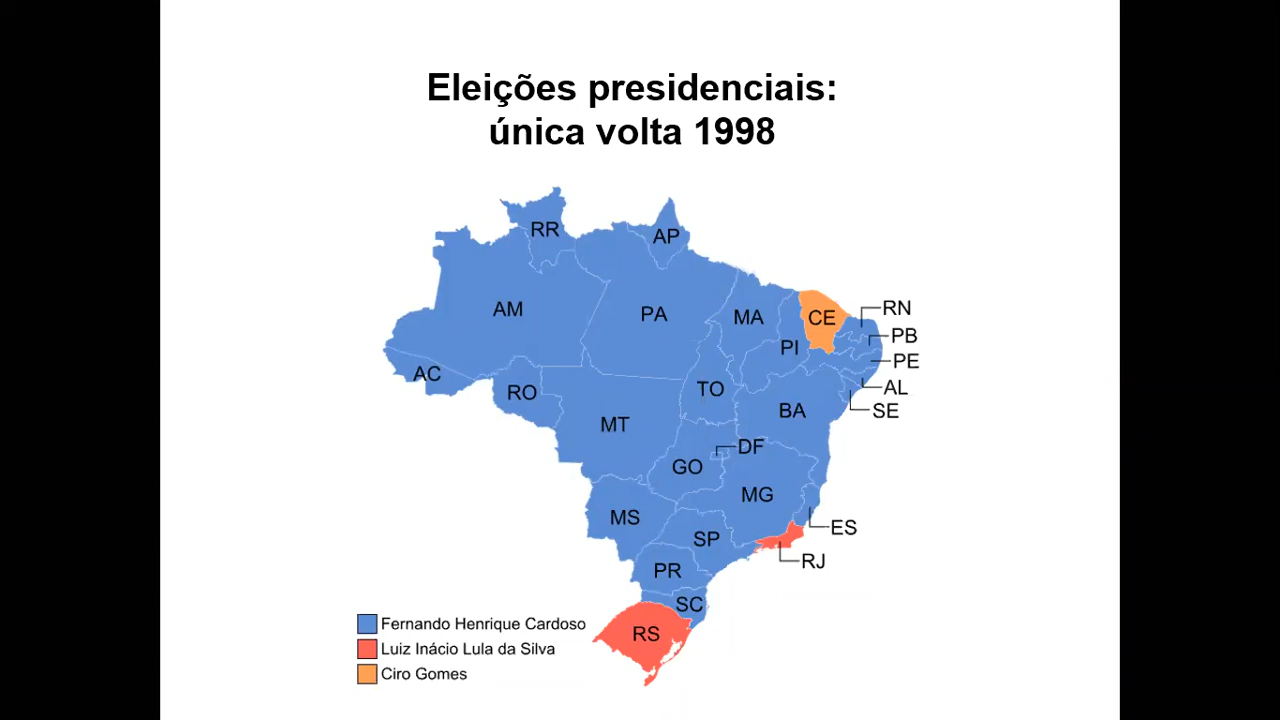 Eleições presidenciais:
única volta 1998
RR
AP
AM
PA
MA
CE
RN
PB
PI
PE
AC
RO
TO
AL
SE
BA
MT
DF
GO
MG
MS
ES
SP
RJ
PR
SC
RS
Fernando Henrique Cardoso
Luiz Inácio Lula da Silva
Ciro Gomes